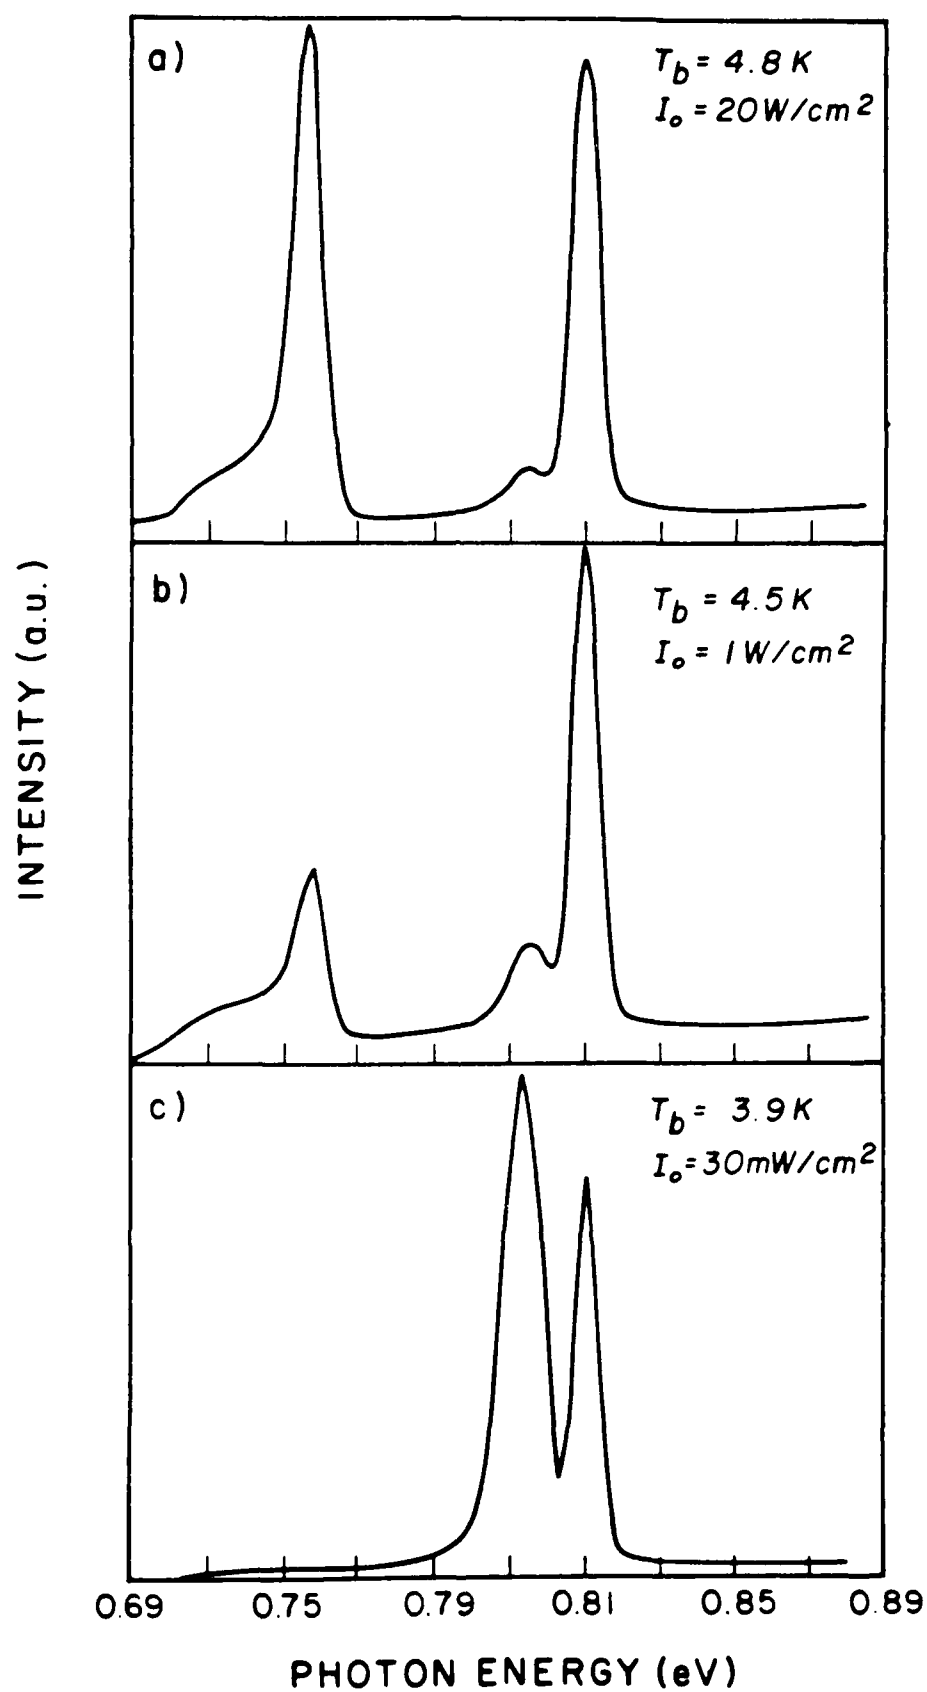 a)
T_b = 4.8 K
I_o = 20W/cm²
b)
T_b = 4.5 K
I_o = 1W/cm²
c)
T_b = 3.9 K
I_o = 30mW/cm²
INTENSITY (a.u.)
0.69 0.75 0.79 0.81 0.85 0.89
PHOTON ENERGY (eV)